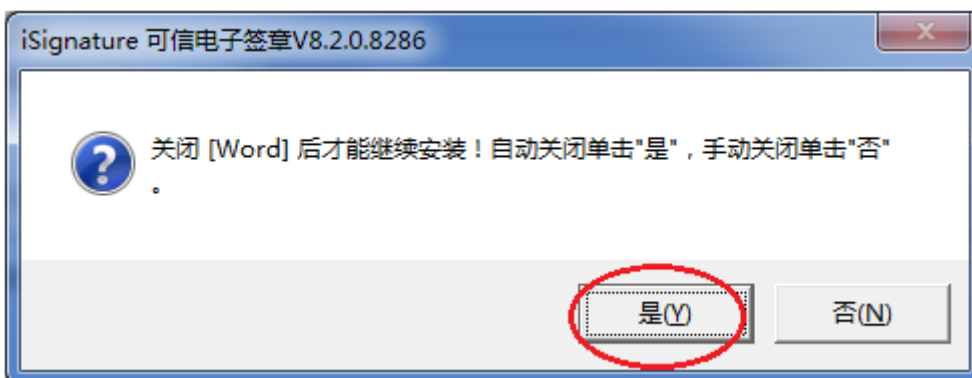 iSignature 可信电子签章V8.2.0.8286
关闭 [Word] 后才能继续安装！自动关闭单击"是"，手动关闭单击"否"
。
是(Y)
否(N)